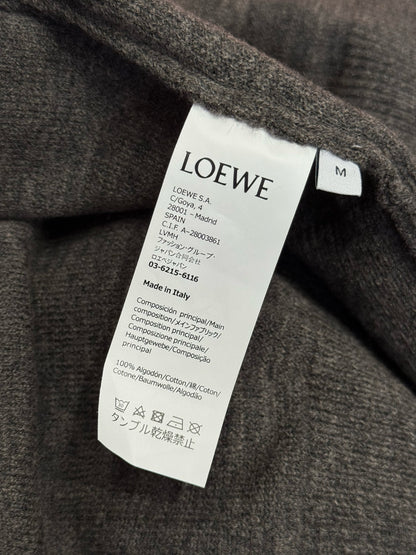 LOEWE
M
LOEWE S.A.
C/Goya, 4
28001 - Madrid
SPAIN
C.I.F. A-28003861
LVMH
ファッション・グループ・
ジャパン合同会社
ロエベジャパン
03-6215-6116
Made in Italy
Composición principal/Main
composition/メインファブリック/
Composition principale/
Composizione principale/
Hauptgewebe/Composição
principal
100% Algodón/Cotton/綿/Coton/
Cotone/Baumwolle/Algodão
タンブル乾燥禁止